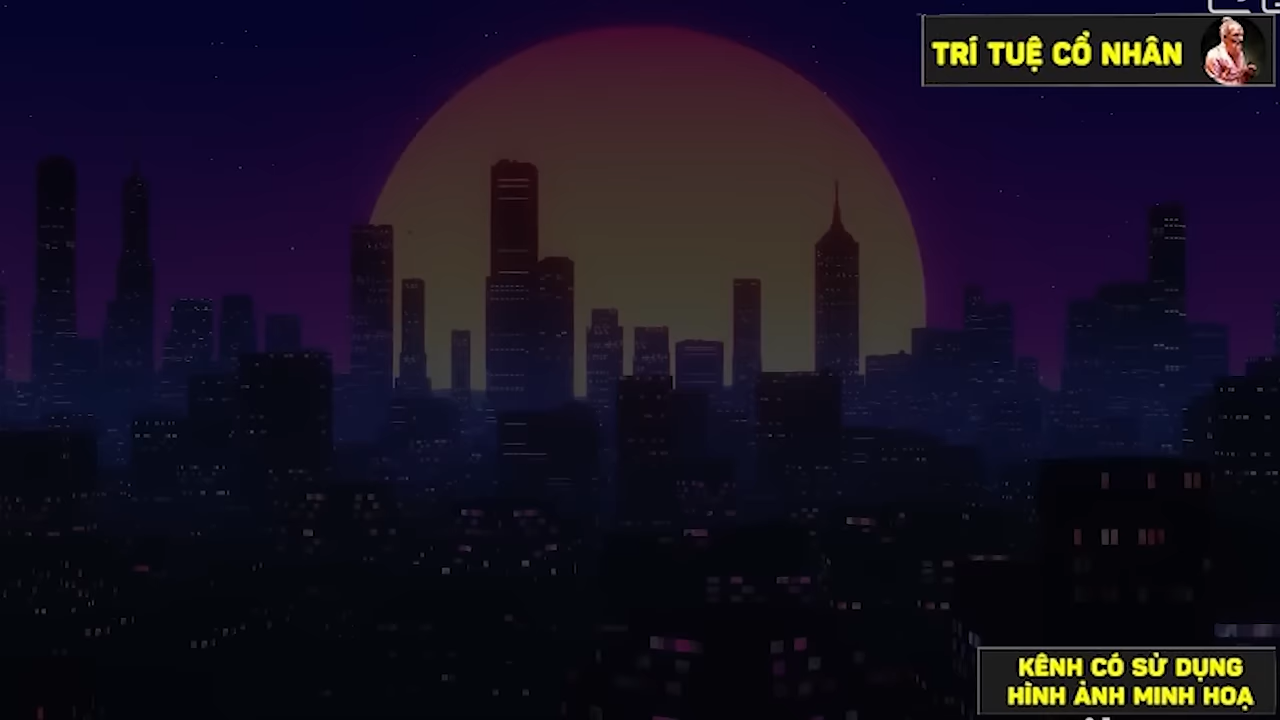 TRÍ TUỆ CỔ NHÂN
KÊNH CÓ SỬ DỤNG
HÌNH ẢNH MINH HOẠ